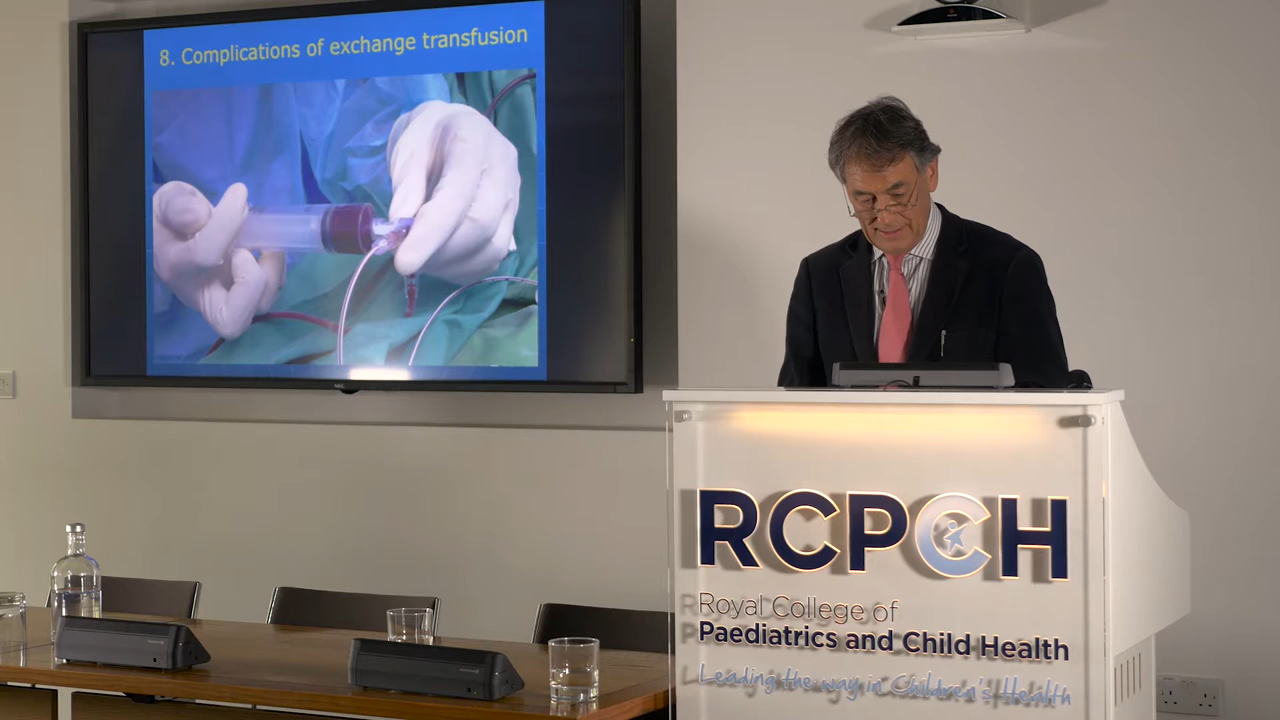 8. Complications of exchange transfusion
NEC
RCPCH
Royal College of
Paediatrics and Child Health
Leading the way in Children's Health